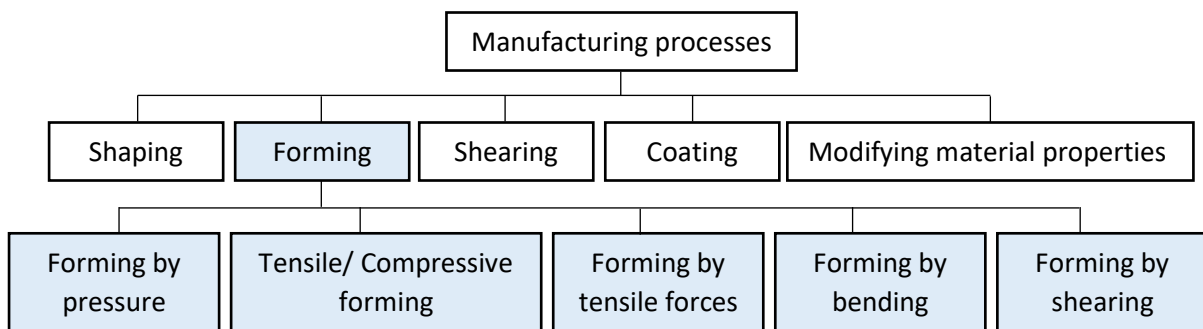 Manufacturing processes
Shaping
Forming
Shearing
Coating
Modifying material properties
Forming by
pressure
Tensile/ Compressive
forming
Forming by
tensile forces
Forming by
bending
Forming by
shearing